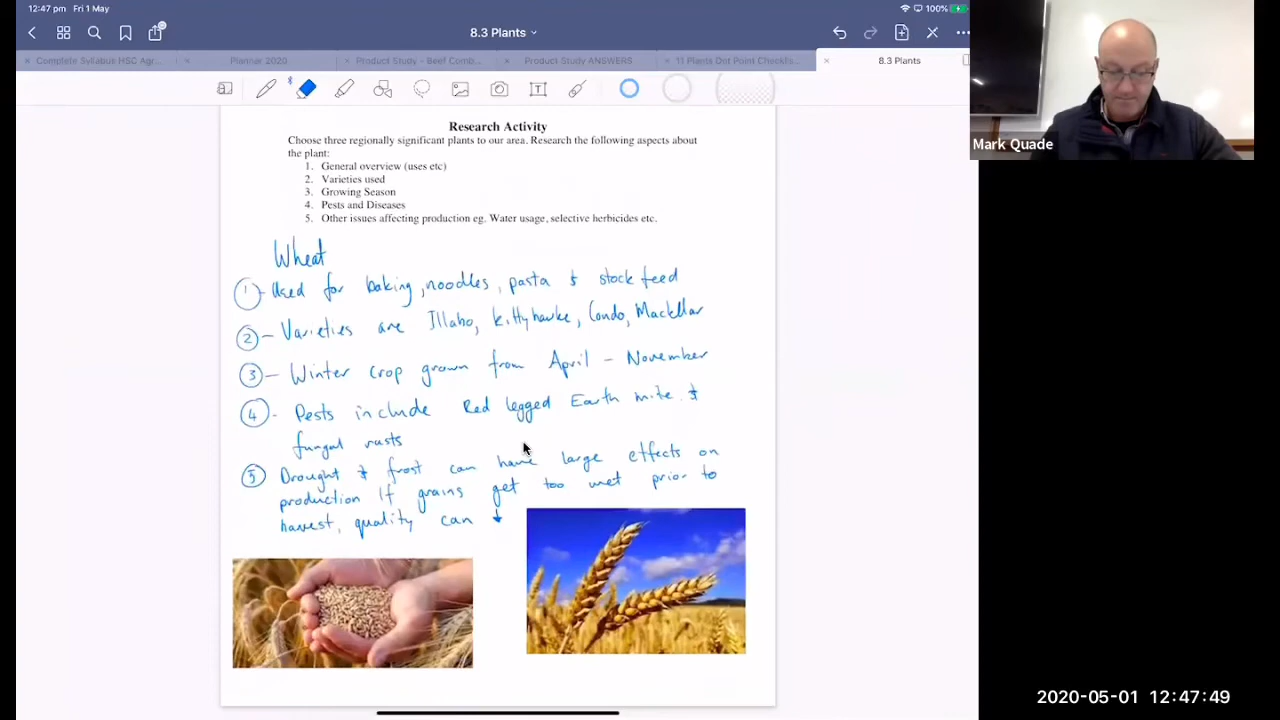 12:47 pm Fri 1 May
100%
8.3 Plants
Complete Syllabus HSC Agr...
Planner 2020
Product Study - Beef Comb...
Product Study ANSWERS
11 Plants Dot Point Checklis...
8.3 Plants
Mark Quade
Research Activity
Choose three regionally significant plants to our area. Research the following aspects about
the plant:
1. General overview (uses etc)
2. Varieties used
3. Growing Season
4. Pests and Diseases
5. Other issues affecting production eg. Water usage, selective herbicides etc.
Wheat
1 - Used for baking, noodles, pasta & stock feed
2 - Varieties are Illabo, Kittyhawke, Condo, Mackellar
3 - Winter crop grown from April - November
4 - Pests include Red legged Earth mite &
fungal rusts
5 Drought & frost can have large effects on
production If grains get too wet prior to
harvest, quality can ↓
2020-05-01 12:47:49